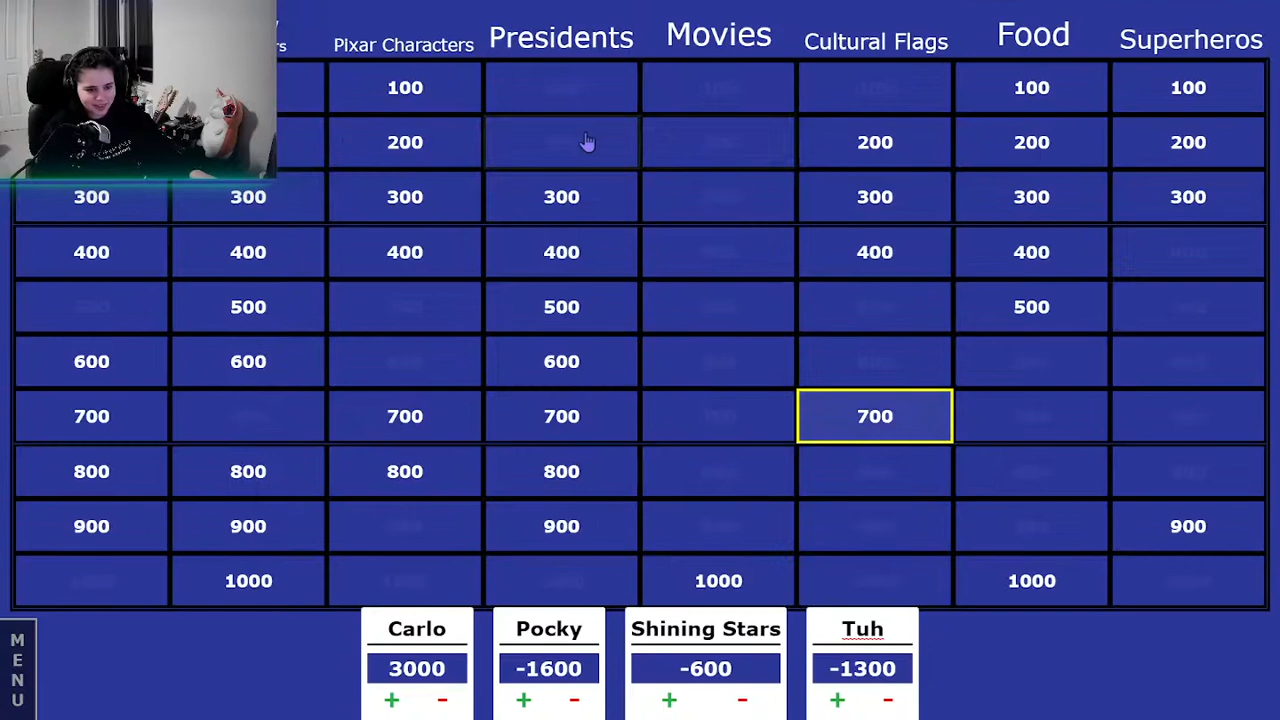 Pixar Characters Presidents Movies Cultural Flags Food Superheros
100 100 100
200 200 200 200
300 300 300 300 300 300 300
400 400 400 400 400 400
500 500 500
600 600 600
700 700 700
800 800 800 800
900 900 900 900
1000 1000 1000
MENU
Carlo Pocky Shining Stars Tuh
3000 -1600 -600 -1300
+ - + - + - + -